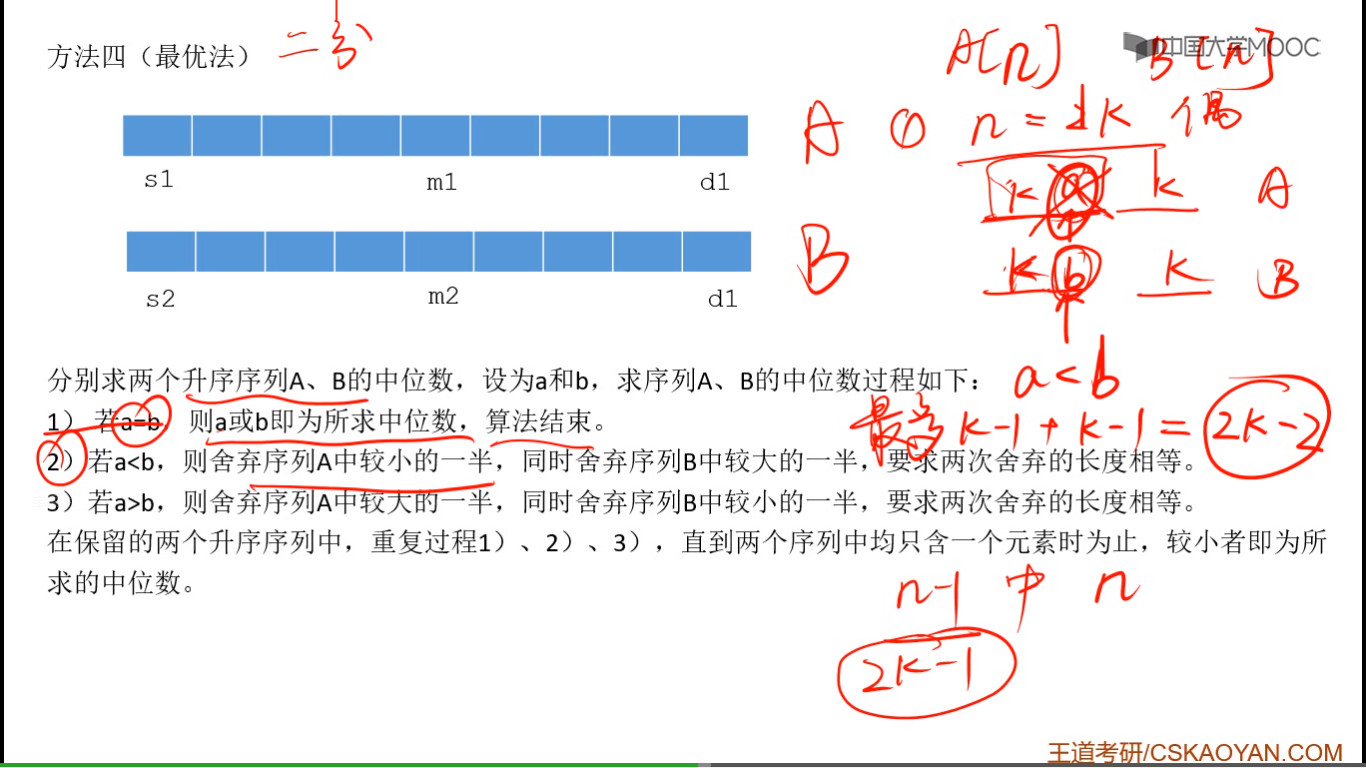 方法四（最优法） 二分
中国大学MOOC
A[n] B[n]
A ① n = 2k 偶
s1 m1 d1
k a k A
B
k b k B
s2 m2 d1
分别求两个升序序列A、B的中位数，设为a和b，求序列A、B的中位数过程如下：
a<b
1） 若a=b，则a或b即为所求中位数，算法结束。
最高 k-1+k-1=2k-2
2）若a<b，则舍弃序列A中较小的一半，同时舍弃序列B中较大的一半，要求两次舍弃的长度相等。
3）若a>b，则舍弃序列A中较大的一半，同时舍弃序列B中较小的一半，要求两次舍弃的长度相等。
在保留的两个升序序列中，重复过程1）、2）、3），直到两个序列中均只含一个元素时为止，较小者即为所
求的中位数。
n-1 中 n
2k-1
王道考研/CSKAOYAN.COM